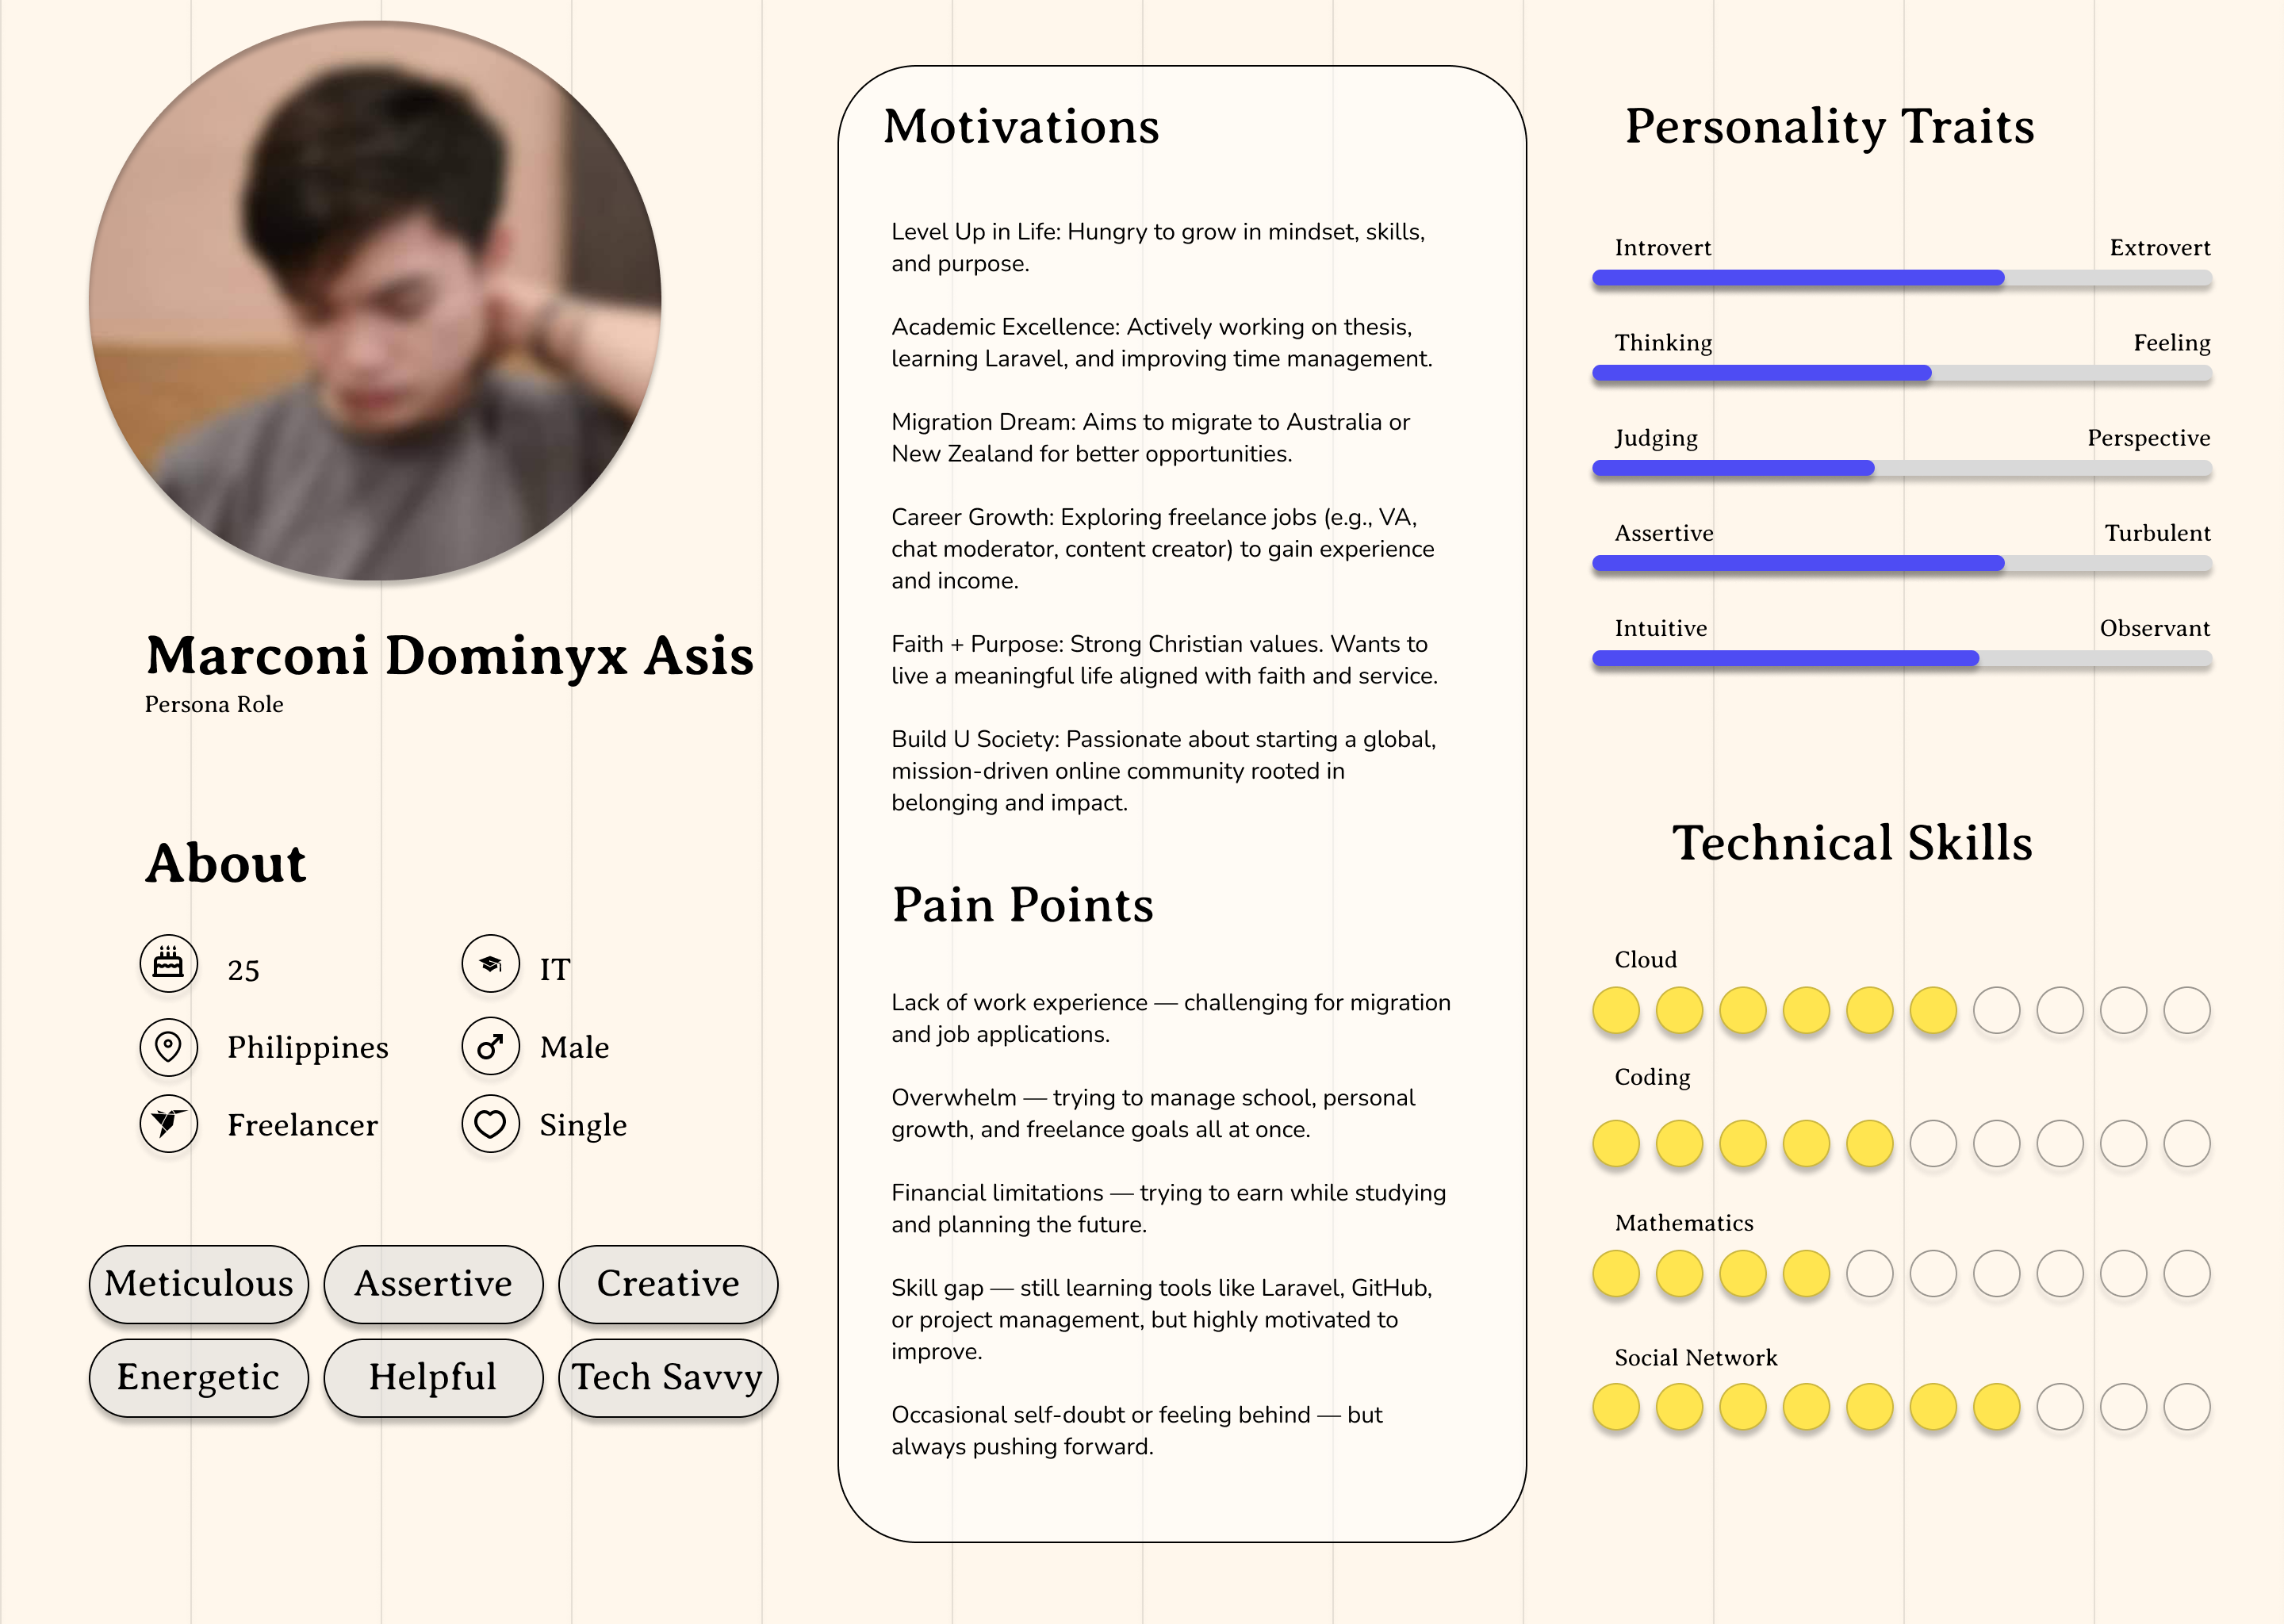 Marconi Dominyx Asis
Persona Role
About
25
IT
Philippines
Male
Freelancer
Single
Meticulous
Assertive
Creative
Energetic
Helpful
Tech Savvy
Motivations
Level Up in Life: Hungry to grow in mindset, skills,
and purpose.
Academic Excellence: Actively working on thesis,
learning Laravel, and improving time management.
Migration Dream: Aims to migrate to Australia or
New Zealand for better opportunities.
Career Growth: Exploring freelance jobs (e.g., VA,
chat moderator, content creator) to gain experience
and income.
Faith + Purpose: Strong Christian values. Wants to
live a meaningful life aligned with faith and service.
Build U Society: Passionate about starting a global,
mission-driven online community rooted in
belonging and impact.
Pain Points
Lack of work experience — challenging for migration
and job applications.
Overwhelm — trying to manage school, personal
growth, and freelance goals all at once.
Financial limitations — trying to earn while studying
and planning the future.
Skill gap — still learning tools like Laravel, GitHub,
or project management, but highly motivated to
improve.
Occasional self-doubt or feeling behind — but
always pushing forward.
Personality Traits
Introvert
Extrovert
Thinking
Feeling
Judging
Perspective
Assertive
Turbulent
Intuitive
Observant
Technical Skills
Cloud
Coding
Mathematics
Social Network